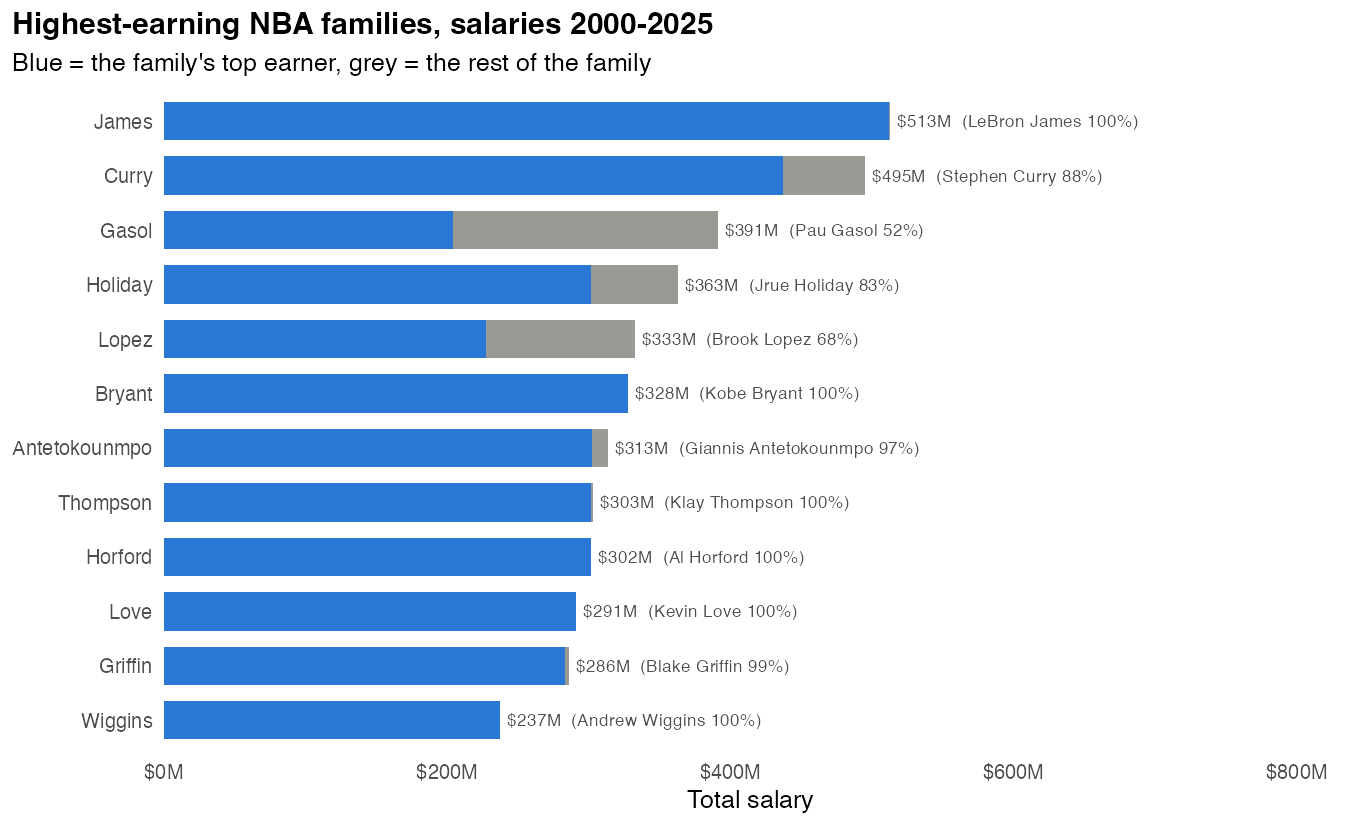 Highest-earning NBA families, salaries 2000-2025
Blue = the family's top earner, grey = the rest of the family
James $513M (LeBron James 100%)
Curry $495M (Stephen Curry 88%)
Gasol $391M (Pau Gasol 52%)
Holiday $363M (Jrue Holiday 83%)
Lopez $333M (Brook Lopez 68%)
Bryant $328M (Kobe Bryant 100%)
Antetokounmpo $313M (Giannis Antetokounmpo 97%)
Thompson $303M (Klay Thompson 100%)
Horford $302M (Al Horford 100%)
Love $291M (Kevin Love 100%)
Griffin $286M (Blake Griffin 99%)
Wiggins $237M (Andrew Wiggins 100%)
$0M $200M $400M $600M $800M
Total salary